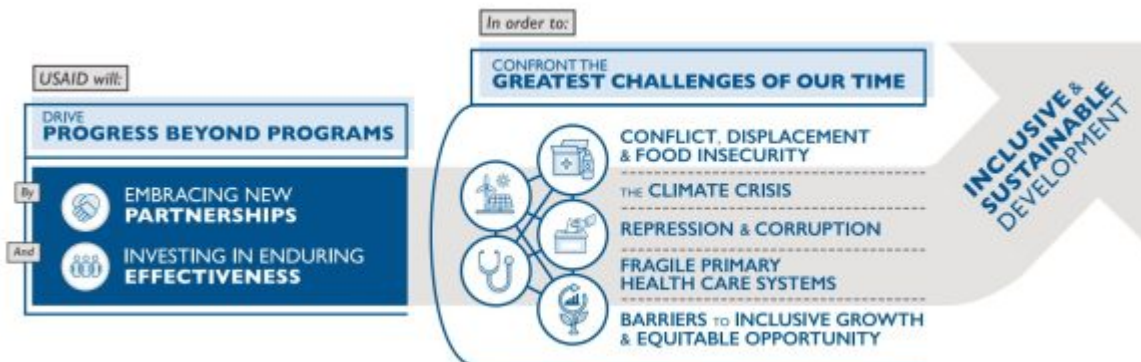 USAID will:
DRIVE
PROGRESS BEYOND PROGRAMS
By
EMBRACING NEW
PARTNERSHIPS
And
INVESTING IN ENDURING
EFFECTIVENESS
In order to:
CONFRONT THE
GREATEST CHALLENGES OF OUR TIME
CONFLICT, DISPLACEMENT
& FOOD INSECURITY
THE CLIMATE CRISIS
REPRESSION & CORRUPTION
FRAGILE PRIMARY
HEALTH CARE SYSTEMS
BARRIERS TO INCLUSIVE GROWTH
& EQUITABLE OPPORTUNITY
INCLUSIVE &
SUSTAINABLE
DEVELOPMENT